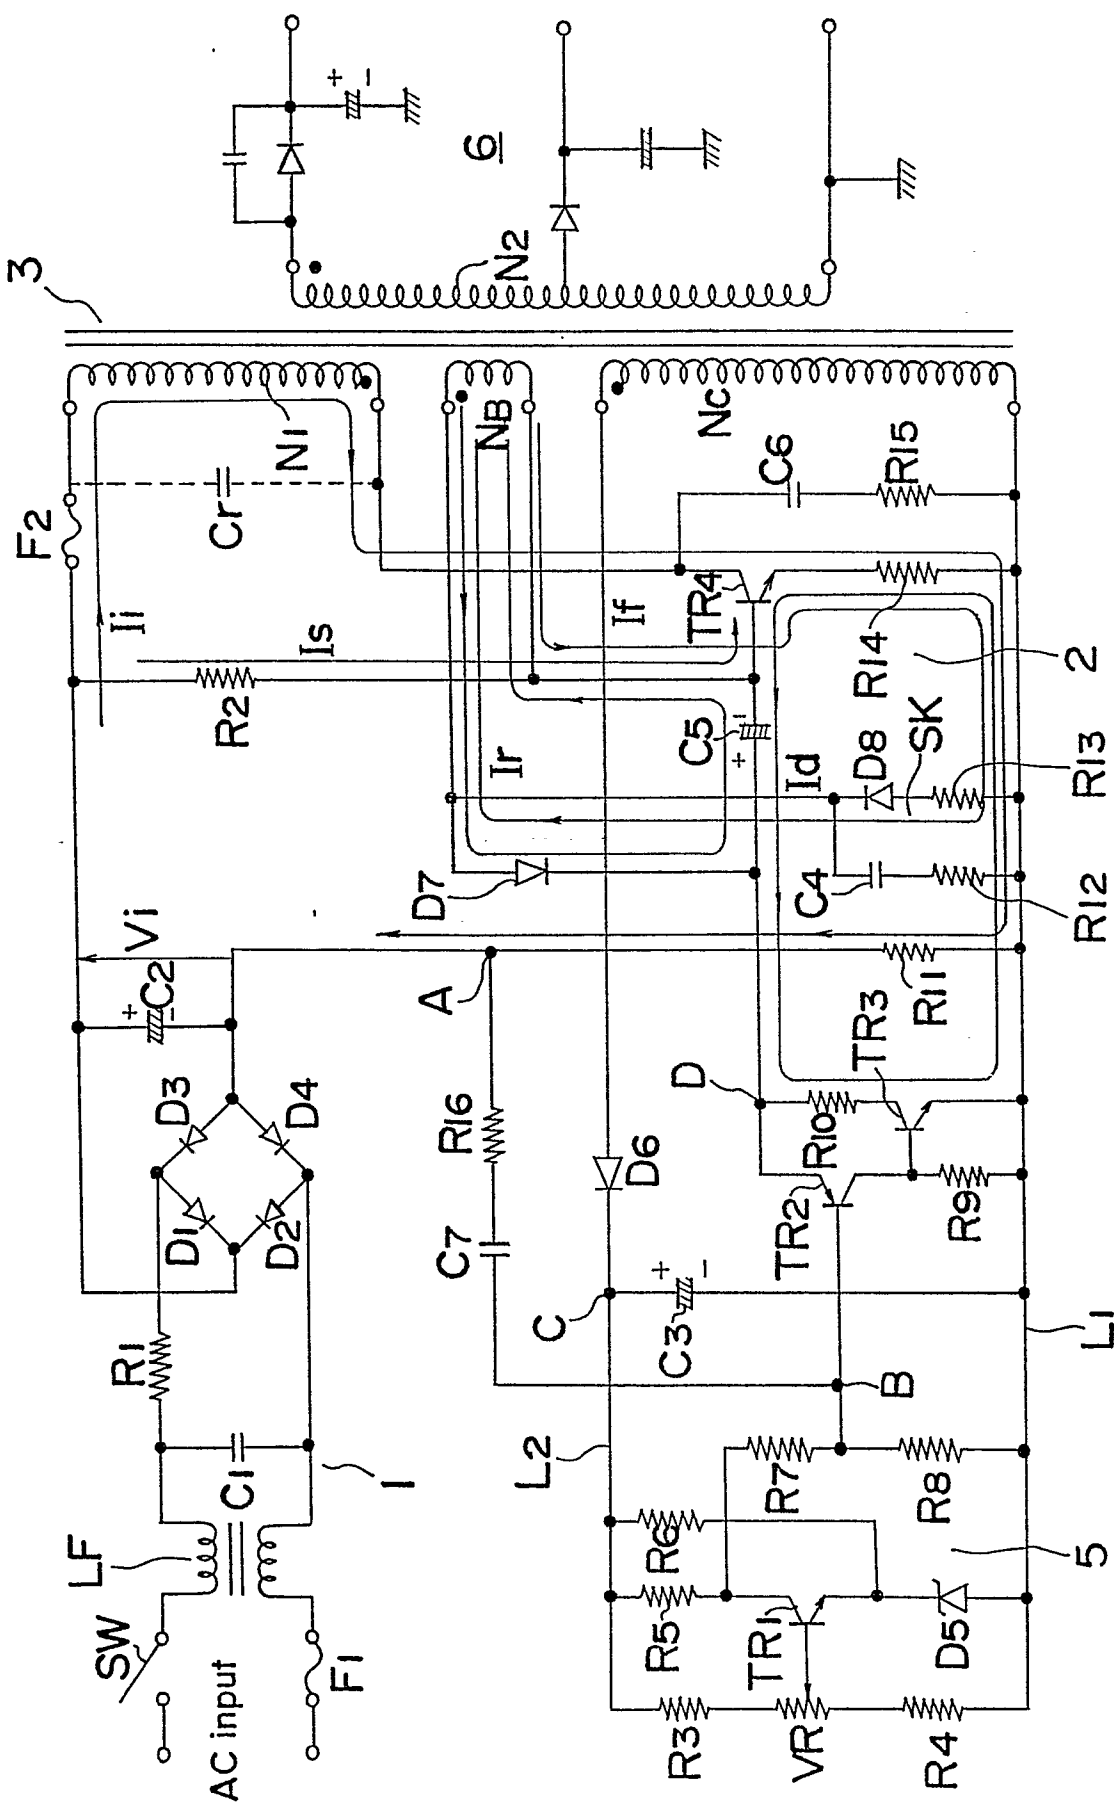 AC input
SW
F1
LF
1
C1
R1
D1
D2
D3
D4
+
C2
−
Vi
F2
Ii
Is
R2
Cr
N1
3
N2
6
+
−
NB
Nc
Ir
If
Id
A
R16
C7
D6
D7
C
+
C3
−
L2
B
L1
5
R3
VR
R4
R5
R6
TR1
D5
R7
R8
TR2
R9
D
R10
TR3
R11
C4
R12
D8
SK
R13
+
C5
−
TR4
R14
2
C6
R15